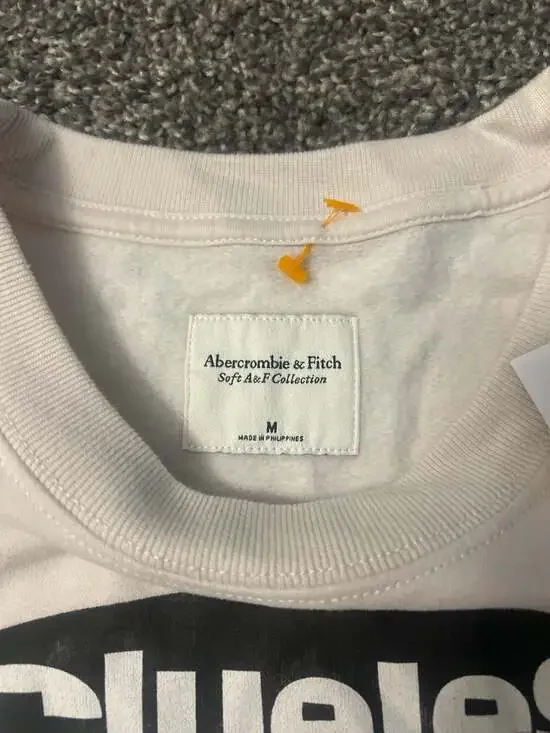 Abercrombie & Fitch
Soft A&F Collection
M
MADE IN PHILIPPINES